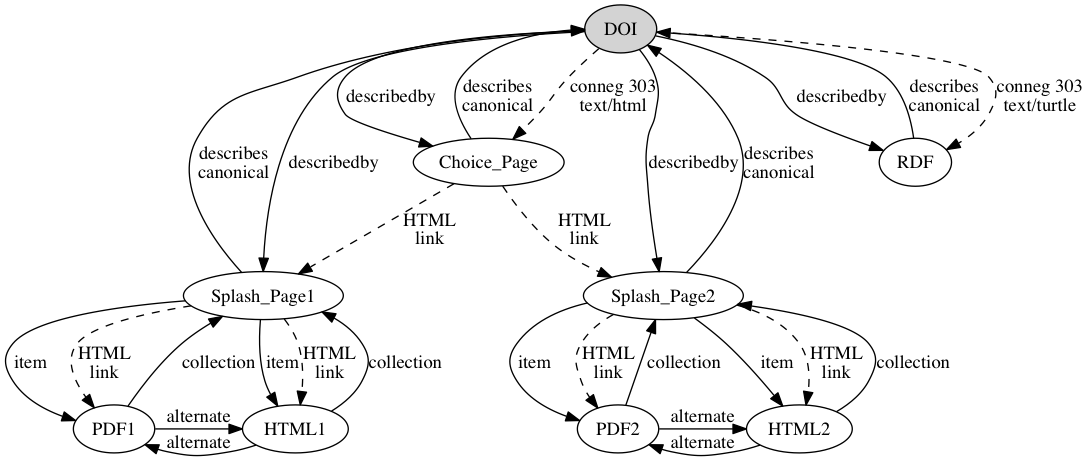 DOI
describedby
describes
canonical
conneg 303
text/html
describedby
describes
canonical
conneg 303
text/turtle
describes
canonical
describedby
Choice_Page
describedby
describes
canonical
RDF
HTML
link
HTML
link
Splash_Page1
Splash_Page2
item
HTML
link
collection
item
HTML
link
collection
item
HTML
link
collection
item
HTML
link
collection
PDF1
alternate
alternate
HTML1
PDF2
alternate
alternate
HTML2